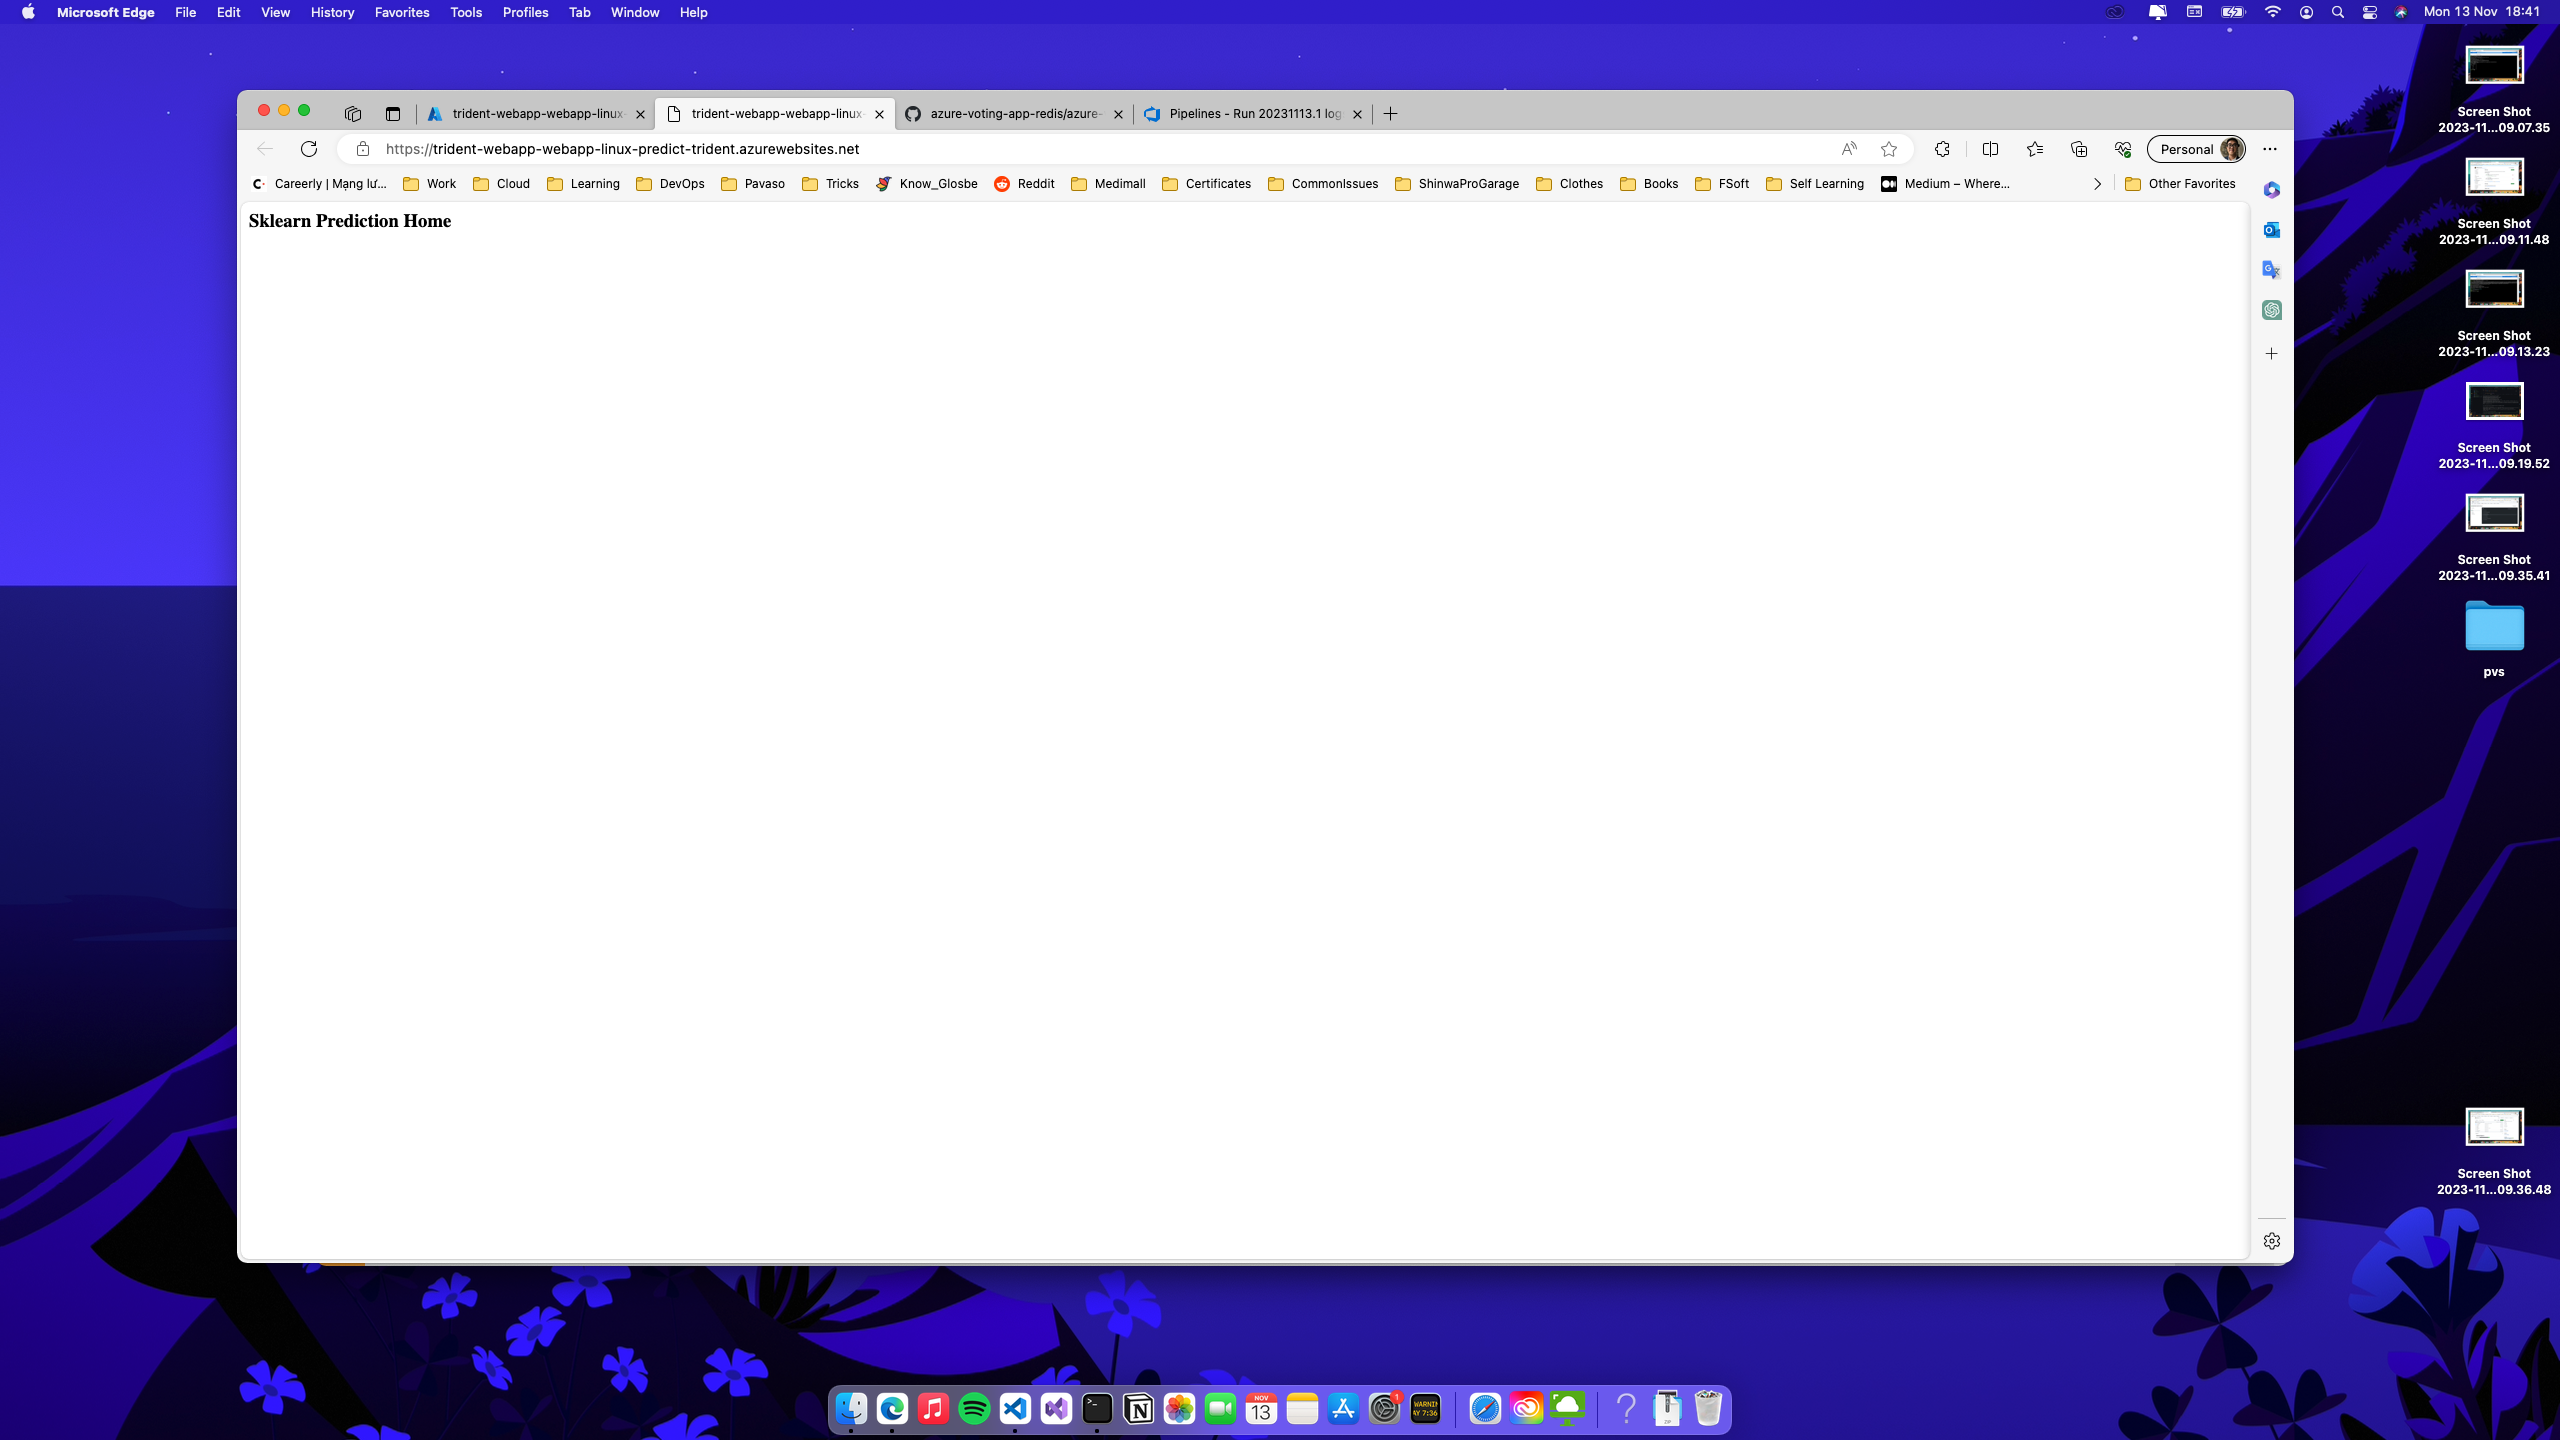 Microsoft Edge File Edit View History Favorites Tools Profiles Tab Window Help Mon 13 Nov 18:41
trident-webapp-webapp-linux- trident-webapp-webapp-linux- azure-voting-app-redis/azure- Pipelines - Run 20231113.1 log
https://trident-webapp-webapp-linux-predict-trident.azurewebsites.net Personal
Careerly | Mạng lư... Work Cloud Learning DevOps Pavaso Tricks Know_Glosbe Reddit Medimall Certificates CommonIssues ShinwaProGarage Clothes Books FSoft Self Learning Medium – Where... Other Favorites
Sklearn Prediction Home
Screen Shot
2023-11...09.07.35
Screen Shot
2023-11...09.11.48
Screen Shot
2023-11...09.13.23
Screen Shot
2023-11...09.19.52
Screen Shot
2023-11...09.35.41
pvs
Screen Shot
2023-11...09.36.48
NOV
13
1
WARNIN
AY 7:36
ZIP